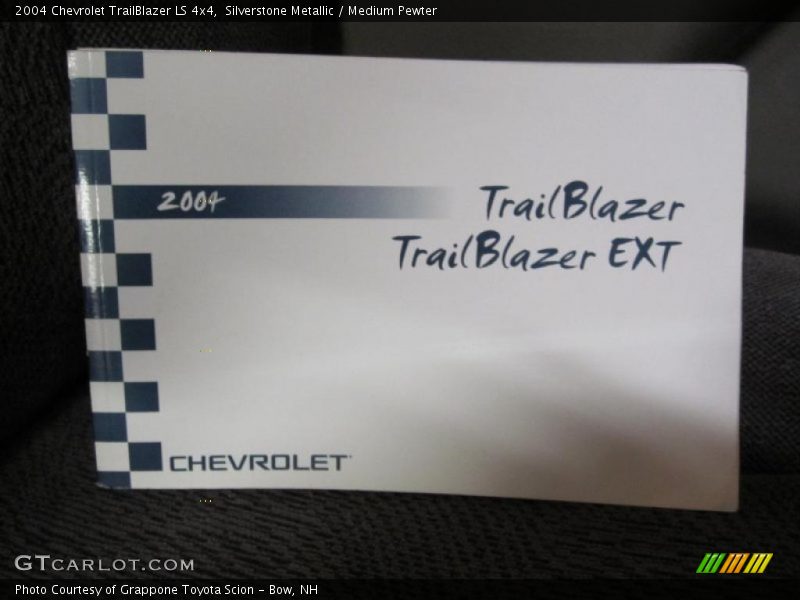 2004 Chevrolet TrailBlazer LS 4x4,  Silverstone Metallic / Medium Pewter
2004
TrailBlazer
TrailBlazer EXT
CHEVROLET
GTCARLOT.COM
Photo Courtesy of Grappone Toyota Scion – Bow, NH